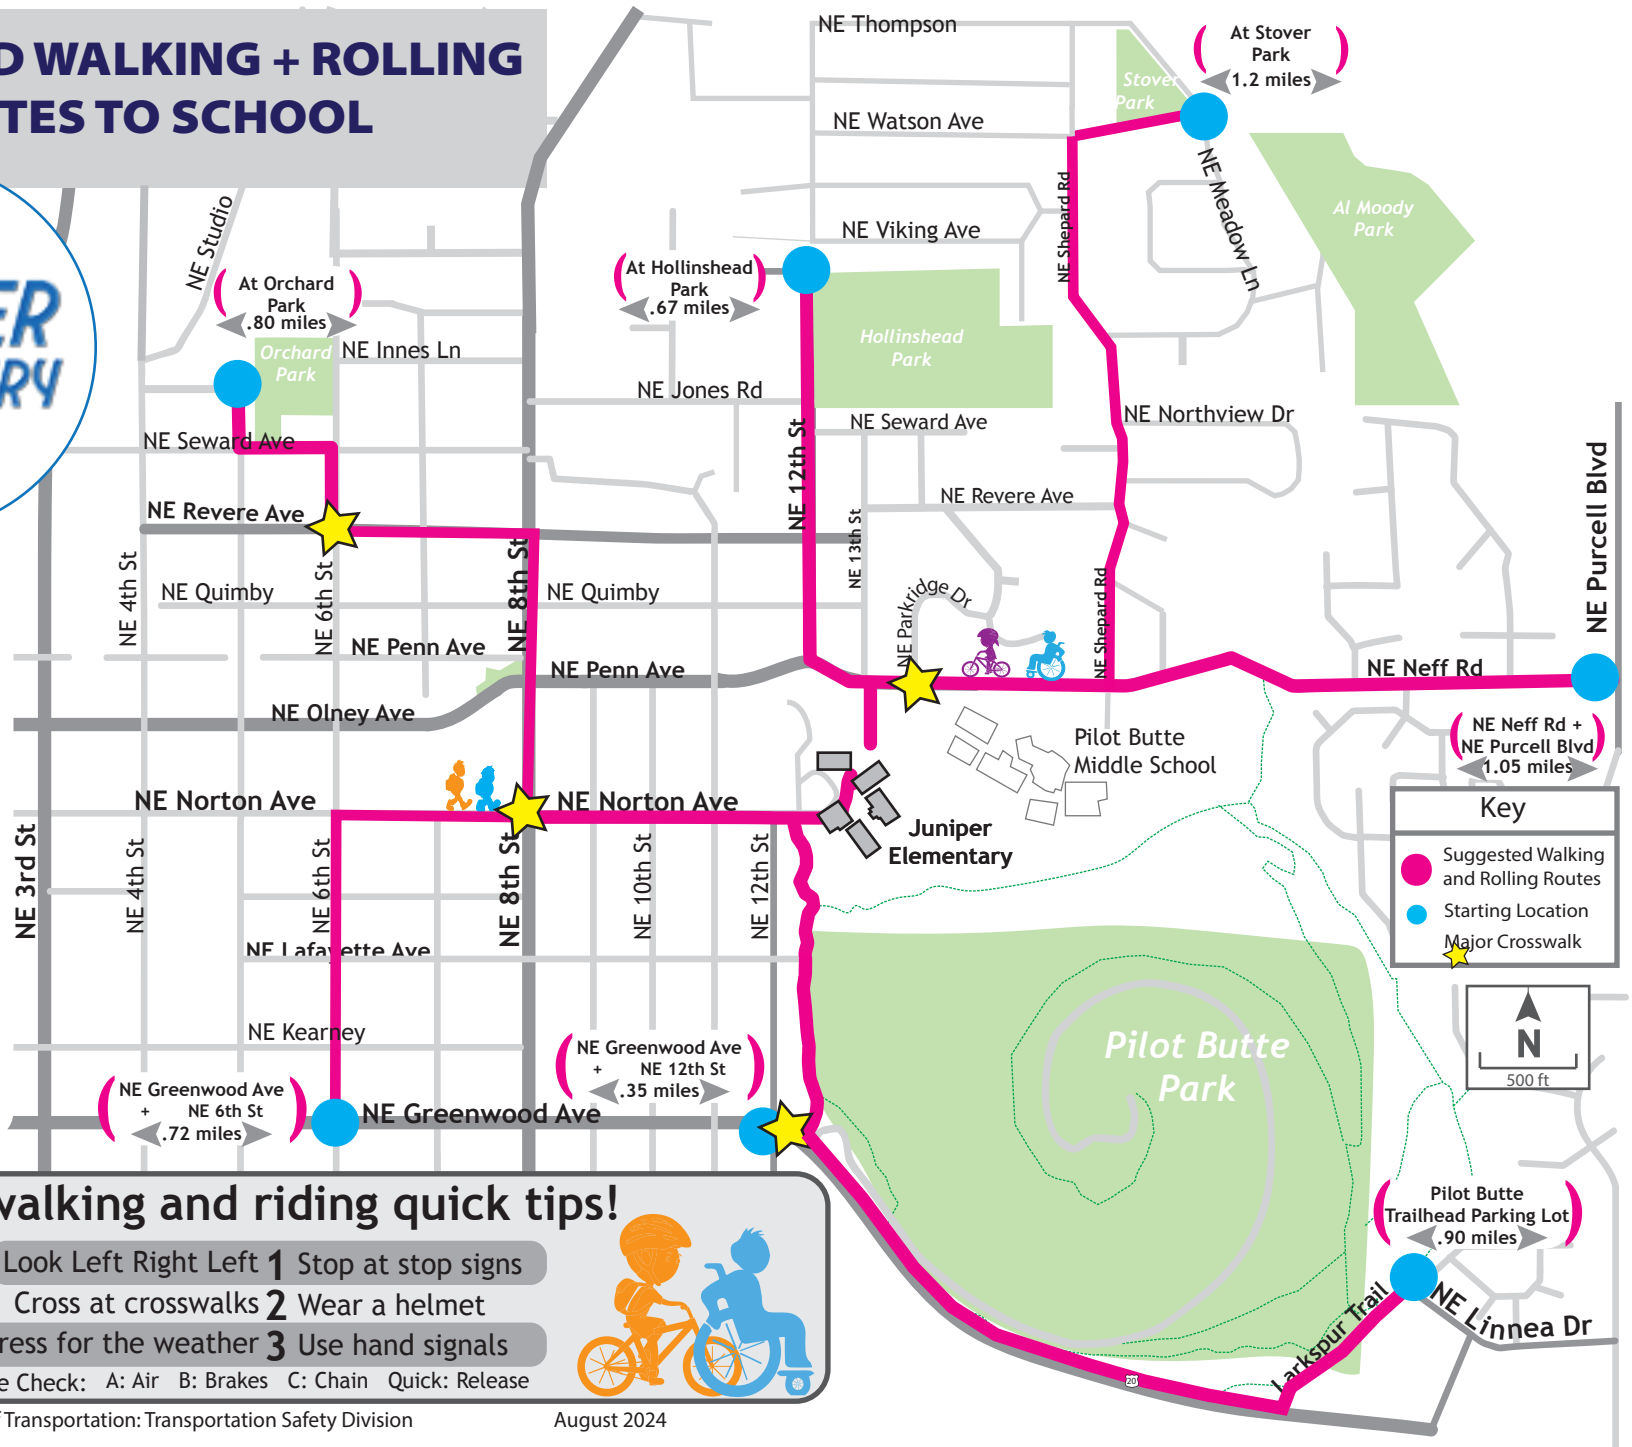 D WALKING + ROLLING
TES TO SCHOOL
ER
RY
NE Thompson
At Stover
Park
1.2 miles
Stover
Park
NE Watson Ave
NE Meadow Ln
NE Shepard Rd
Al Moody
Park
NE Studio
NE Viking Ave
At Hollinshead
Park
.67 miles
At Orchard
Park
.80 miles
Orchard
Park
NE Innes Ln
Hollinshead
Park
NE Jones Rd
NE Seward Ave
NE Northview Dr
NE Seward Ave
NE 12th St
NE Purcell Blvd
NE Revere Ave
NE Revere Ave
NE 13th St
NE 4th St
NE 6th St
NE 8th St
NE Quimby
NE Quimby
NE Parkridge Dr
NE Shepard Rd
NE Penn Ave
NE Penn Ave
NE Neff Rd
NE Olney Ave
NE Neff Rd +
NE Purcell Blvd
1.05 miles
Pilot Butte
Middle School
NE Norton Ave
NE Norton Ave
Juniper
Elementary
Key
Suggested Walking
and Rolling Routes
Starting Location
Major Crosswalk
NE 3rd St
NE 4th St
NE 6th St
NE 8th St
NE 10th St
NE 12th St
NE Lafayette Ave
NE Kearney
N
500 ft
Pilot Butte
Park
NE Greenwood Ave
+ NE 12th St
.35 miles
NE Greenwood Ave
+ NE 6th St
.72 miles
NE Greenwood Ave
Pilot Butte
Trailhead Parking Lot
.90 miles
Larkspur Trail
NE Linnea Dr
20
walking and riding quick tips!
Look Left Right Left 1 Stop at stop signs
Cross at crosswalks 2 Wear a helmet
ress for the weather 3 Use hand signals
e Check: A: Air B: Brakes C: Chain Quick: Release
f Transportation: Transportation Safety Division
August 2024